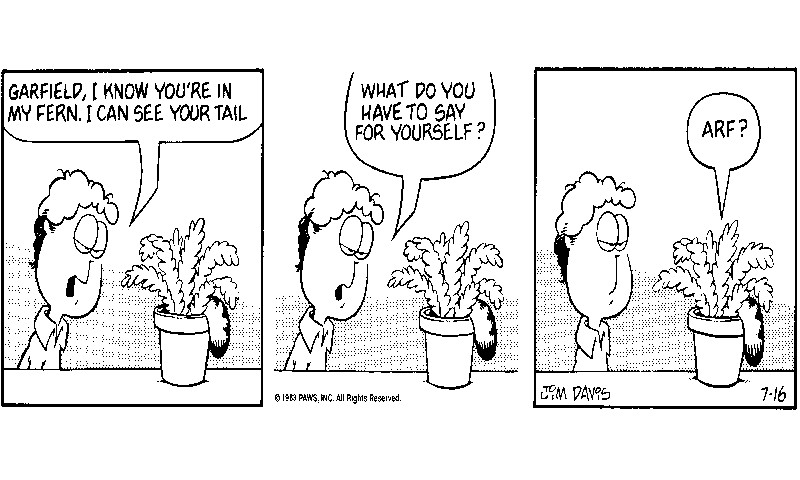 GARFIELD, I KNOW YOU'RE IN
MY FERN. I CAN SEE YOUR TAIL
WHAT DO YOU
HAVE TO SAY
FOR YOURSELF?
ARF?
© 1983 PAWS, INC. All Rights Reserved.
JIM DAVIS
7-16